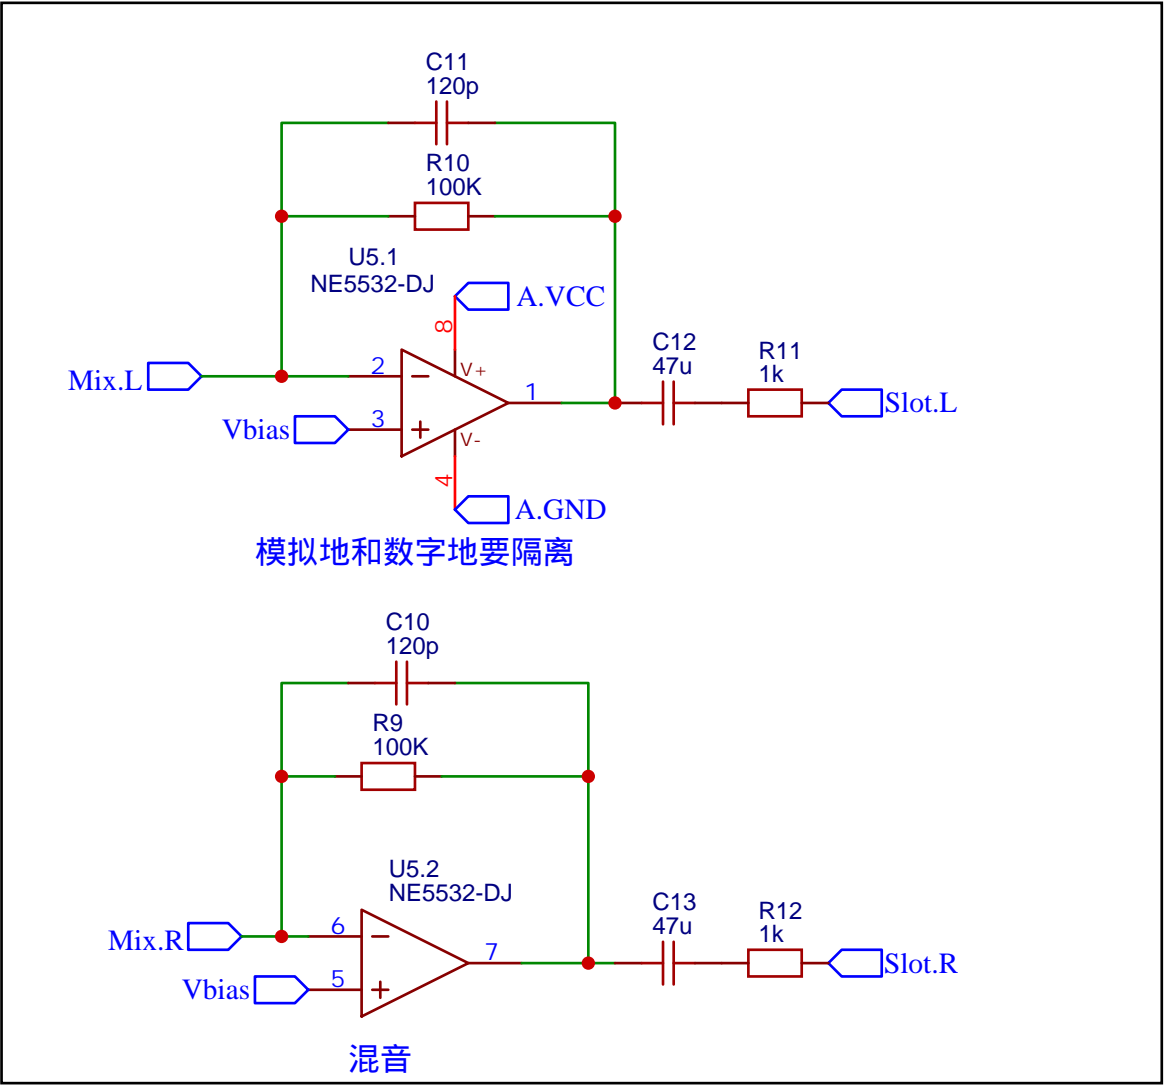 C11
120p
R10
100K
U5.1
NE5532-DJ
A.VCC
8
V+
C12
47u
R11
1k
Mix.L
2
1
Slot.L
Vbias
3
V-
4
A.GND
模拟地和数字地要隔离
C10
120p
R9
100K
U5.2
NE5532-DJ
C13
47u
R12
1k
Mix.R
6
7
Slot.R
Vbias
5
混音